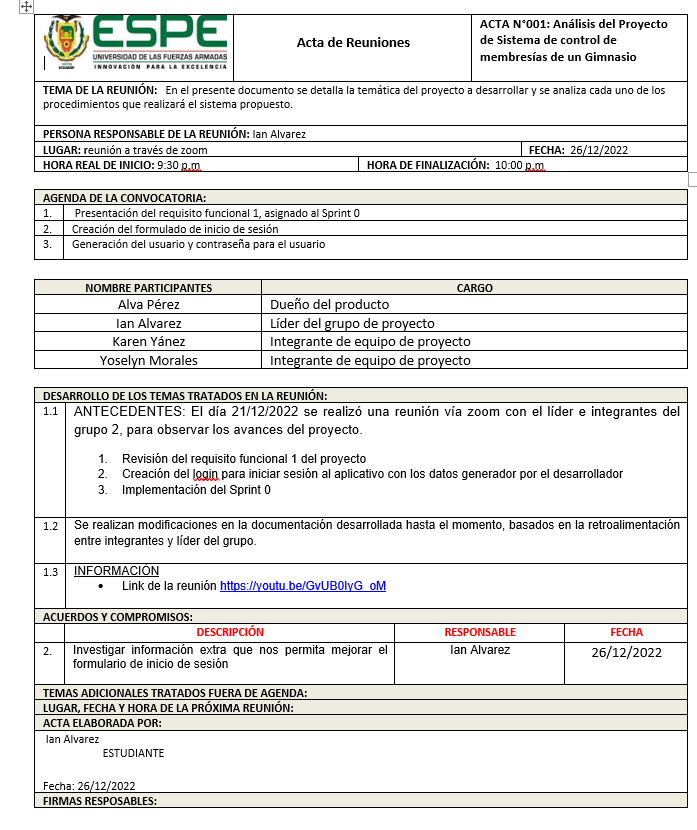 ESPE
UNIVERSIDAD DE LAS FUERZAS ARMADAS
INNOVACIÓN PARA LA EXCELENCIA
Acta de Reuniones
ACTA N°001: Análisis del Proyecto
de Sistema de control de
membresías de un Gimnasio
TEMA DE LA REUNIÓN: En el presente documento se detalla la temática del proyecto a desarrollar y se analiza cada uno de los
procedimientos que realizará el sistema propuesto.
PERSONA RESPONSABLE DE LA REUNIÓN: Ian Alvarez
LUGAR: reunión a través de zoom FECHA: 26/12/2022
HORA REAL DE INICIO: 9:30 p.m HORA DE FINALIZACIÓN: 10:00 p.m
AGENDA DE LA CONVOCATORIA:
1. Presentación del requisito funcional 1, asignado al Sprint 0
2. Creación del formulado de inicio de sesión
3. Generación del usuario y contraseña para el usuario
NOMBRE PARTICIPANTES CARGO
Alva Pérez Dueño del producto
Ian Alvarez Líder del grupo de proyecto
Karen Yánez Integrante de equipo de proyecto
Yoselyn Morales Integrante de equipo de proyecto
DESARROLLO DE LOS TEMAS TRATADOS EN LA REUNIÓN:
1.1 ANTECEDENTES: El día 21/12/2022 se realizó una reunión vía zoom con el líder e integrantes del
grupo 2, para observar los avances del proyecto.
1. Revisión del requisito funcional 1 del proyecto
2. Creación del login para iniciar sesión al aplicativo con los datos generador por el desarrollador
3. Implementación del Sprint 0
1.2 Se realizan modificaciones en la documentación desarrollada hasta el momento, basados en la retroalimentación
entre integrantes y líder del grupo.
1.3 INFORMACIÓN
• Link de la reunión https://youtu.be/GvUB0IyG_oM
ACUERDOS Y COMPROMISOS:
DESCRIPCIÓN RESPONSABLE FECHA
2. Investigar información extra que nos permita mejorar el Ian Alvarez 26/12/2022
formulario de inicio de sesión
TEMAS ADICIONALES TRATADOS FUERA DE AGENDA:
LUGAR, FECHA Y HORA DE LA PRÓXIMA REUNIÓN:
ACTA ELABORADA POR:
Ian Alvarez
ESTUDIANTE
Fecha: 26/12/2022
FIRMAS RESPOSABLES: